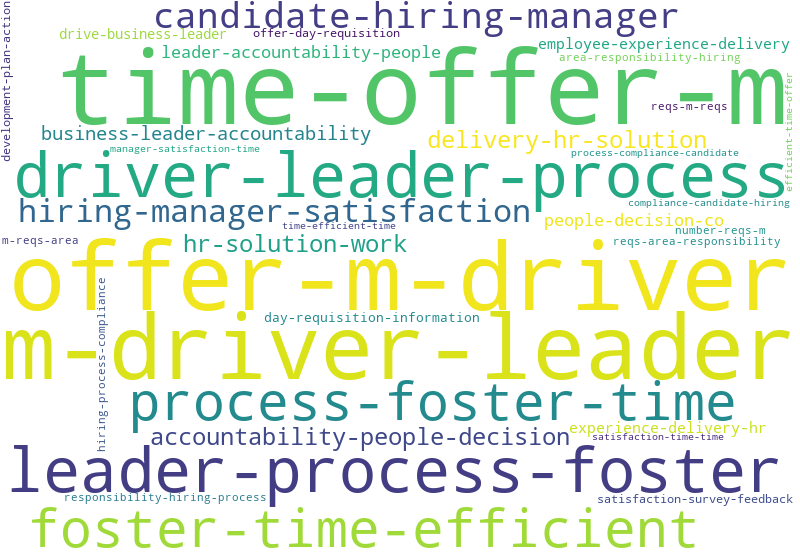 candidate-hiring-manager
drive-business-leader
offer-day-requisition
employee-experience-delivery
leader-accountability-people
area-responsibility-hiring
development-plan-action
time-offer-m
efficient-time-offer
reqs-m-reqs
business-leader-accountability
delivery-hr-solution
manager-satisfaction-time
process-compliance-candidate
driver-leader-process
compliance-candidate-hiring
hiring-manager-satisfaction
people-decision-co
time-efficient-time
number-reqs-m
m-reqs-area
hr-solution-work
reqs-area-responsibility
offer-m-driver
hiring-process-compliance
day-requisition-information
m-driver-leader
process-foster-time
experience-delivery-hr
accountability-people-decision
satisfaction-time-time
leader-process-foster
responsibility-hiring-process
satisfaction-survey-feedback
foster-time-efficient